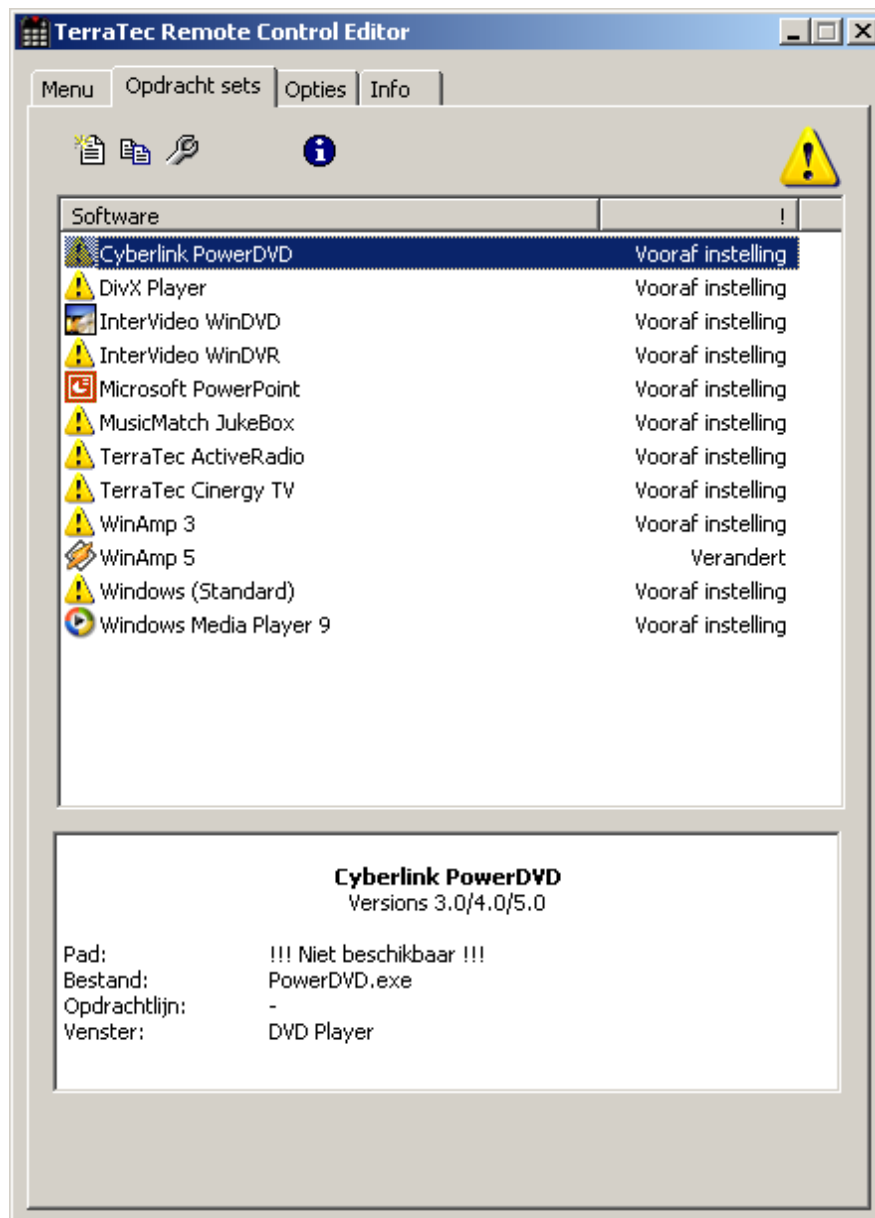 TerraTec Remote Control Editor
Menu Opdracht sets Opties Info
Software !
Cyberlink PowerDVD Vooraf instelling
DivX Player Vooraf instelling
InterVideo WinDVD Vooraf instelling
InterVideo WinDVR Vooraf instelling
Microsoft PowerPoint Vooraf instelling
MusicMatch JukeBox Vooraf instelling
TerraTec ActiveRadio Vooraf instelling
TerraTec Cinergy TV Vooraf instelling
WinAmp 3 Vooraf instelling
WinAmp 5 Verandert
Windows (Standard) Vooraf instelling
Windows Media Player 9 Vooraf instelling
Cyberlink PowerDVD
Versions 3.0/4.0/5.0
Pad: !!! Niet beschikbaar !!!
Bestand: PowerDVD.exe
Opdrachtlijn: -
Venster: DVD Player